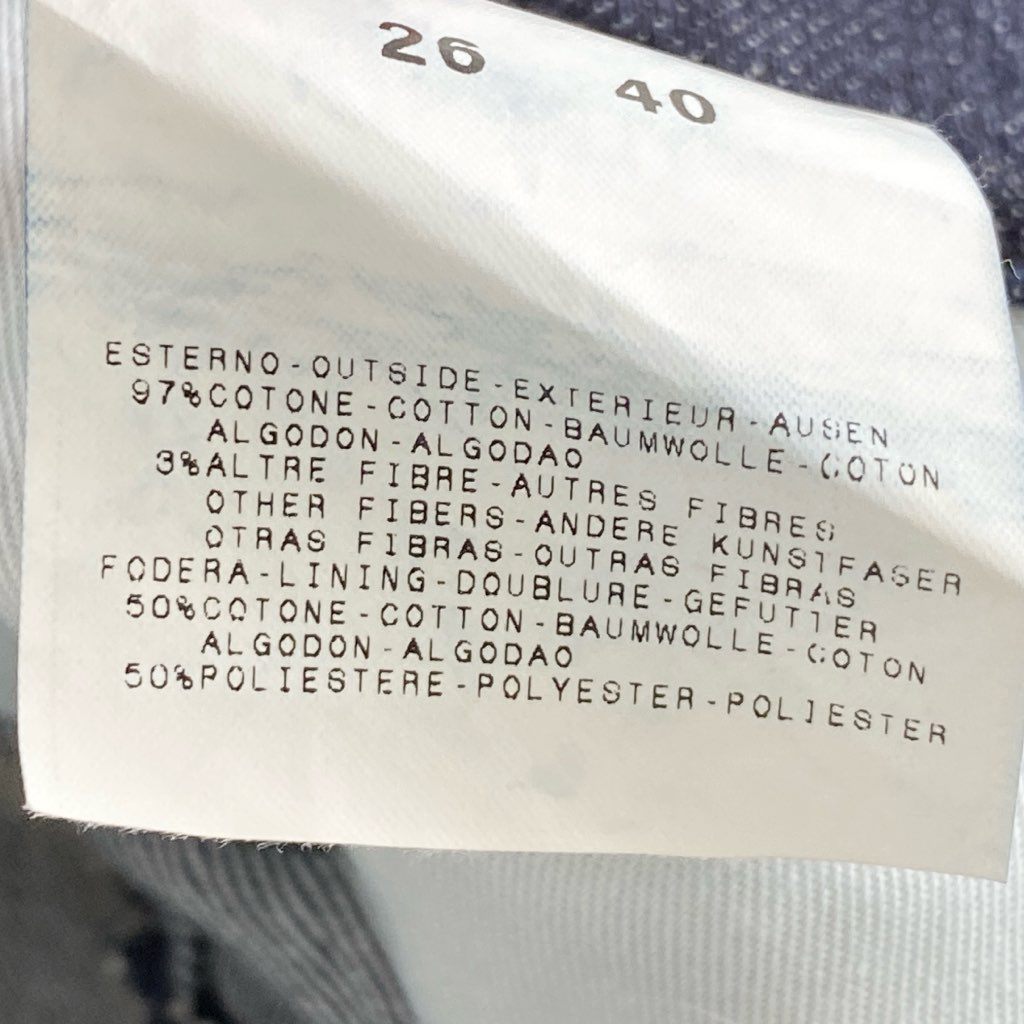 26 40
ESTERNO-OUTSIDE-EXTERIEUR-AUSEN
97%COTONE-COTTON-BAUMWOLLE-COTON
ALGODON-ALGODAO
3%ALTRE FIBRE-AUTRES FIBRES
OTHER FIBERS-ANDERE KUNSTFASER
OTRAS FIBRAS-OUTRAS FIBRAS
FODERA-LINING-DOUBLURE-GEFUTTER
50%COTONE-COTTON-BAUMWOLLE-COTON
ALGODON-ALGODAO
50%POLIESTERE-POLYESTER-POLIESTER